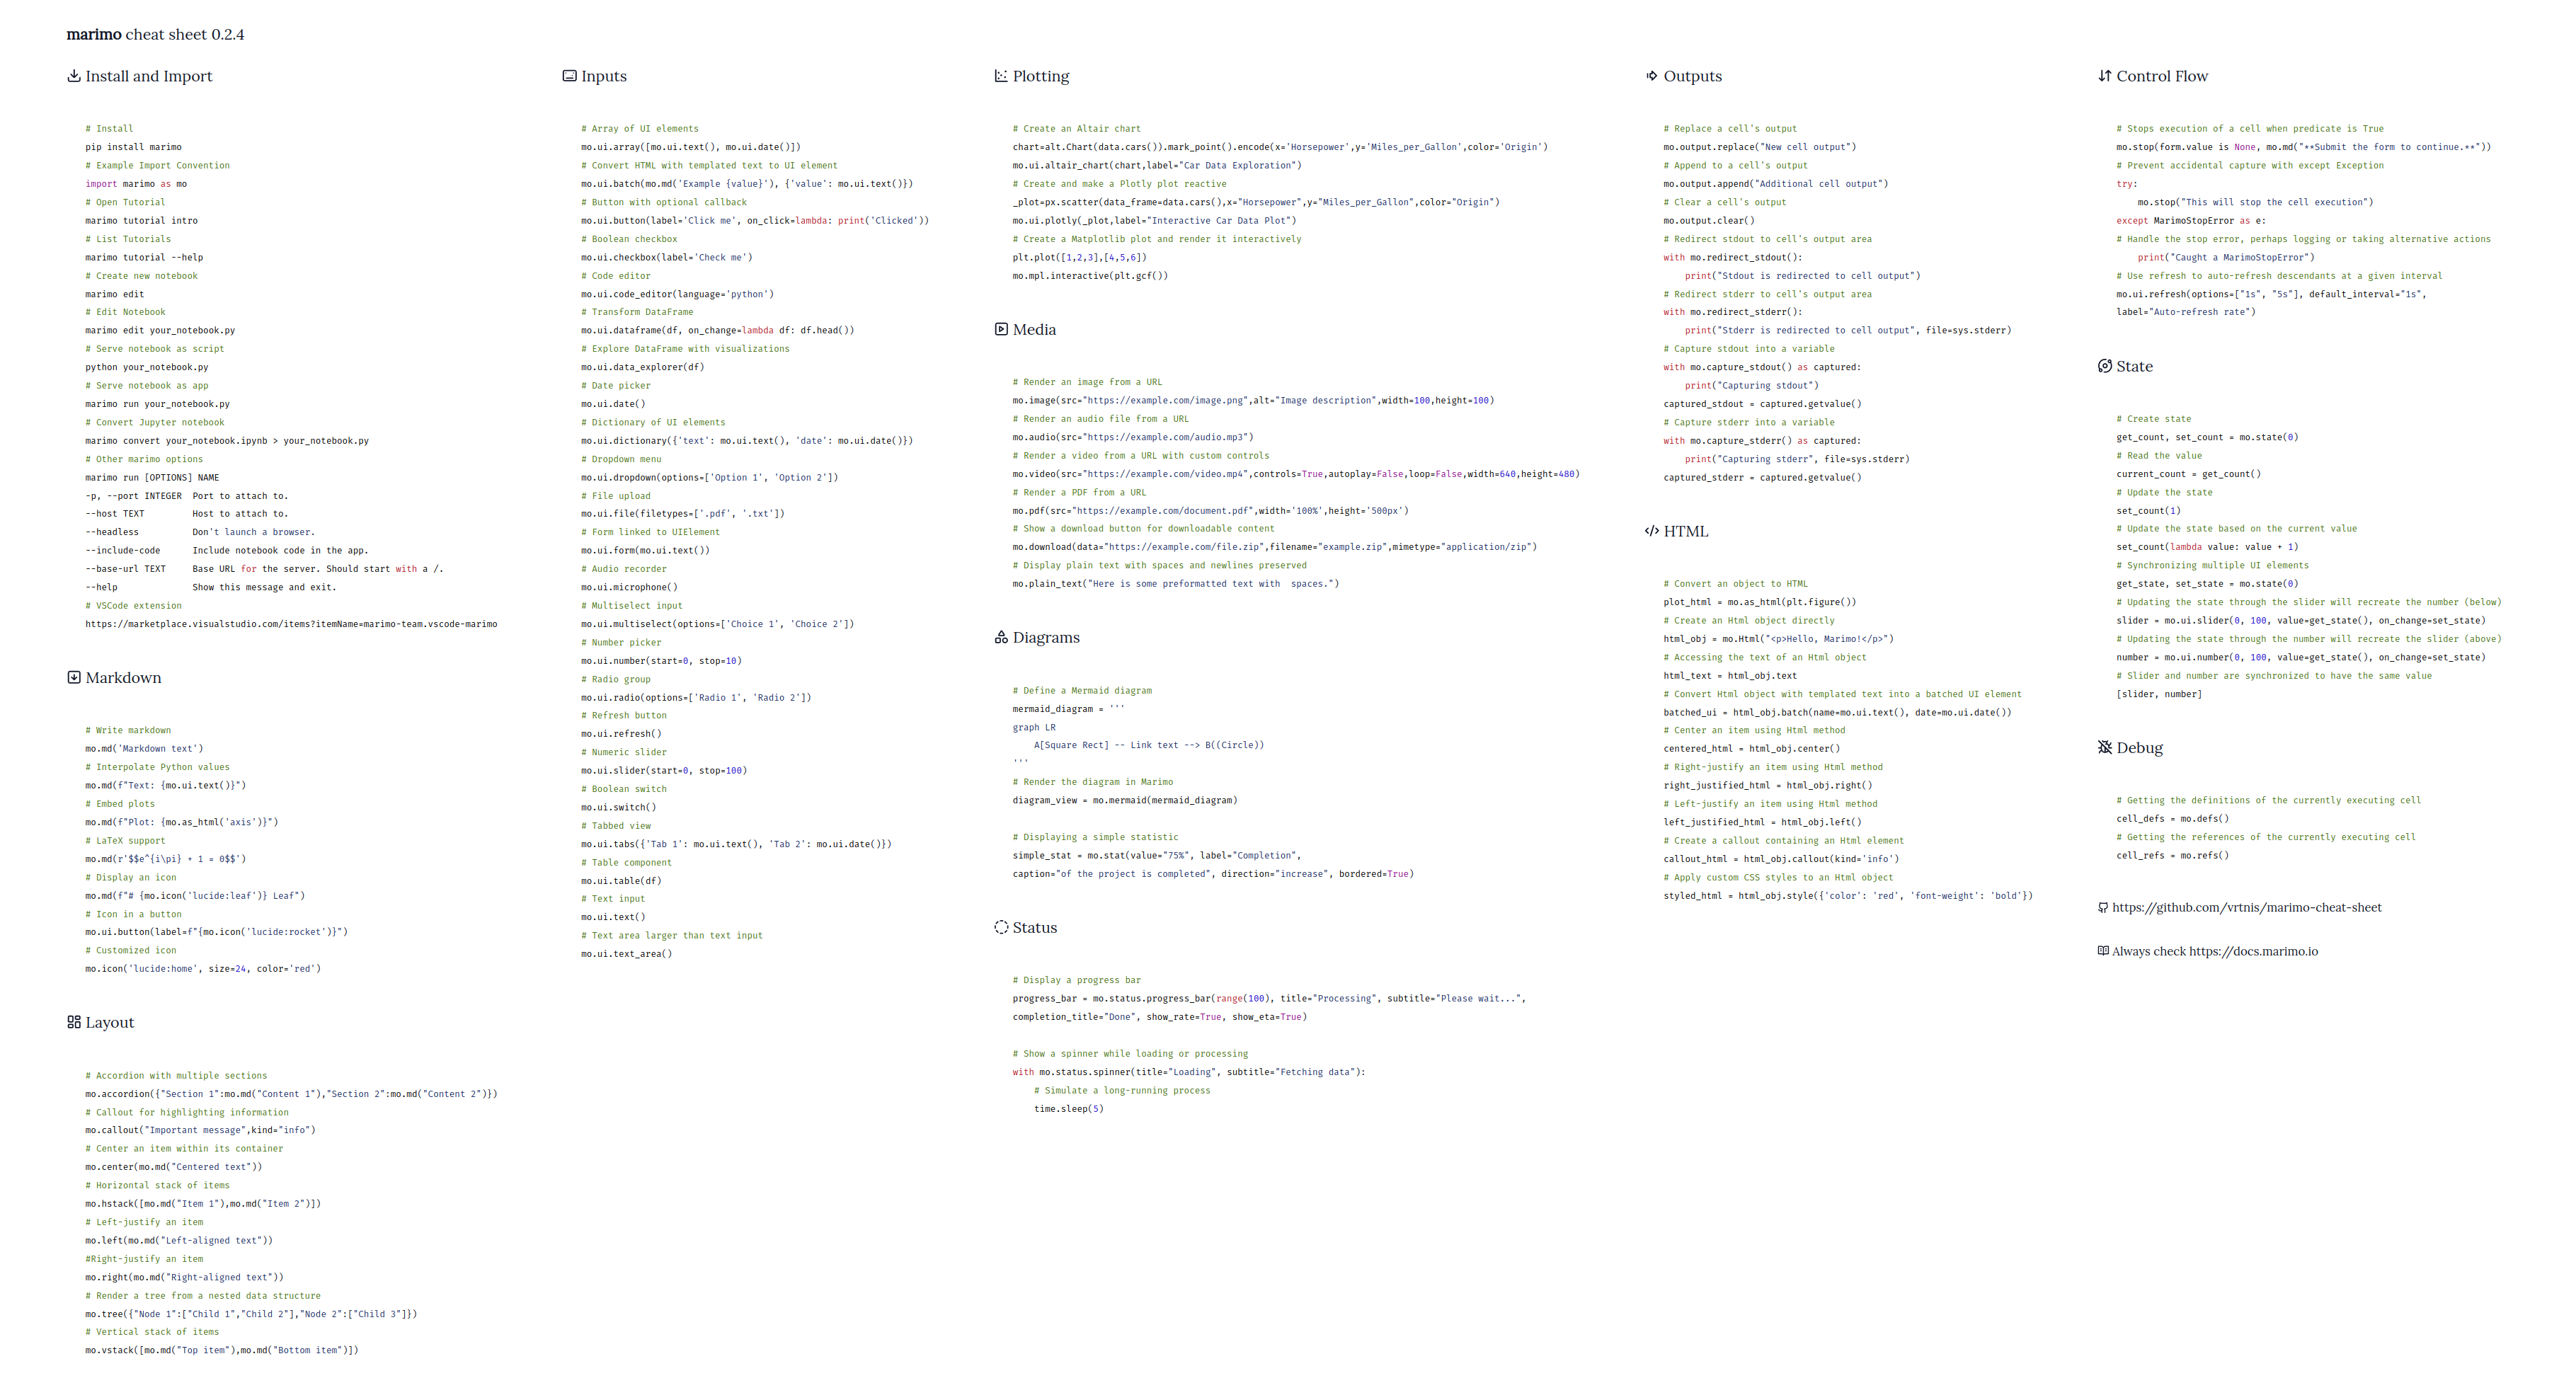 marimo cheat sheet 0.2.4
Install and Import
# Install
pip install marimo
# Example Import Convention
import marimo as mo
# Open Tutorial
marimo tutorial intro
# List Tutorials
marimo tutorial --help
# Create new notebook
marimo edit
# Edit Notebook
marimo edit your_notebook.py
# Serve notebook as script
python your_notebook.py
# Serve notebook as app
marimo run your_notebook.py
# Convert Jupyter notebook
marimo convert your_notebook.ipynb > your_notebook.py
# Other marimo options
marimo run [OPTIONS] NAME
-p, --port INTEGER  Port to attach to.
--host TEXT         Host to attach to.
--headless          Don't launch a browser.
--include-code      Include notebook code in the app.
--base-url TEXT     Base URL for the server. Should start with a /.
--help              Show this message and exit.
# VSCode extension
https://marketplace.visualstudio.com/items?itemName=marimo-team.vscode-marimo
Markdown
# Write markdown
mo.md('Markdown text')
# Interpolate Python values
mo.md(f"Text: {mo.ui.text()}")
# Embed plots
mo.md(f"Plot: {mo.as_html('axis')}")
# LaTeX support
mo.md(r'$$e^{i\pi} + 1 = 0$$')
# Display an icon
mo.md(f"# {mo.icon('lucide:leaf')} Leaf")
# Icon in a button
mo.ui.button(label=f"{mo.icon('lucide:rocket')}")
# Customized icon
mo.icon('lucide:home', size=24, color='red')
Layout
# Accordion with multiple sections
mo.accordion({"Section 1":mo.md("Content 1"),"Section 2":mo.md("Content 2")})
# Callout for highlighting information
mo.callout("Important message",kind="info")
# Center an item within its container
mo.center(mo.md("Centered text"))
# Horizontal stack of items
mo.hstack([mo.md("Item 1"),mo.md("Item 2")])
# Left-justify an item
mo.left(mo.md("Left-aligned text"))
#Right-justify an item
mo.right(mo.md("Right-aligned text"))
# Render a tree from a nested data structure
mo.tree({"Node 1":["Child 1","Child 2"],"Node 2":["Child 3"]})
# Vertical stack of items
mo.vstack([mo.md("Top item"),mo.md("Bottom item")])
Inputs
# Array of UI elements
mo.ui.array([mo.ui.text(), mo.ui.date()])
# Convert HTML with templated text to UI element
mo.ui.batch(mo.md('Example {value}'), {'value': mo.ui.text()})
# Button with optional callback
mo.ui.button(label='Click me', on_click=lambda: print('Clicked'))
# Boolean checkbox
mo.ui.checkbox(label='Check me')
# Code editor
mo.ui.code_editor(language='python')
# Transform DataFrame
mo.ui.dataframe(df, on_change=lambda df: df.head())
# Explore DataFrame with visualizations
mo.ui.data_explorer(df)
# Date picker
mo.ui.date()
# Dictionary of UI elements
mo.ui.dictionary({'text': mo.ui.text(), 'date': mo.ui.date()})
# Dropdown menu
mo.ui.dropdown(options=['Option 1', 'Option 2'])
# File upload
mo.ui.file(filetypes=['.pdf', '.txt'])
# Form linked to UIElement
mo.ui.form(mo.ui.text())
# Audio recorder
mo.ui.microphone()
# Multiselect input
mo.ui.multiselect(options=['Choice 1', 'Choice 2'])
# Number picker
mo.ui.number(start=0, stop=10)
# Radio group
mo.ui.radio(options=['Radio 1', 'Radio 2'])
# Refresh button
mo.ui.refresh()
# Numeric slider
mo.ui.slider(start=0, stop=100)
# Boolean switch
mo.ui.switch()
# Tabbed view
mo.ui.tabs({'Tab 1': mo.ui.text(), 'Tab 2': mo.ui.date()})
# Table component
mo.ui.table(df)
# Text input
mo.ui.text()
# Text area larger than text input
mo.ui.text_area()
Plotting
# Create an Altair chart
chart=alt.Chart(data.cars()).mark_point().encode(x='Horsepower',y='Miles_per_Gallon',color='Origin')
mo.ui.altair_chart(chart,label="Car Data Exploration")
# Create and make a Plotly plot reactive
_plot=px.scatter(data_frame=data.cars(),x="Horsepower",y="Miles_per_Gallon",color="Origin")
mo.ui.plotly(_plot,label="Interactive Car Data Plot")
# Create a Matplotlib plot and render it interactively
plt.plot([1,2,3],[4,5,6])
mo.mpl.interactive(plt.gcf())
Media
# Render an image from a URL
mo.image(src="https://example.com/image.png",alt="Image description",width=100,height=100)
# Render an audio file from a URL
mo.audio(src="https://example.com/audio.mp3")
# Render a video from a URL with custom controls
mo.video(src="https://example.com/video.mp4",controls=True,autoplay=False,loop=False,width=640,height=480)
# Render a PDF from a URL
mo.pdf(src="https://example.com/document.pdf",width='100%',height='500px')
# Show a download button for downloadable content
mo.download(data="https://example.com/file.zip",filename="example.zip",mimetype="application/zip")
# Display plain text with spaces and newlines preserved
mo.plain_text("Here is some preformatted text with  spaces.")
Diagrams
# Define a Mermaid diagram
mermaid_diagram = '''
graph LR
    A[Square Rect] -- Link text --> B((Circle))
'''
# Render the diagram in Marimo
diagram_view = mo.mermaid(mermaid_diagram)
# Displaying a simple statistic
simple_stat = mo.stat(value="75%", label="Completion",
caption="of the project is completed", direction="increase", bordered=True)
Status
# Display a progress bar
progress_bar = mo.status.progress_bar(range(100), title="Processing", subtitle="Please wait...",
completion_title="Done", show_rate=True, show_eta=True)
# Show a spinner while loading or processing
with mo.status.spinner(title="Loading", subtitle="Fetching data"):
    # Simulate a long-running process
    time.sleep(5)
Outputs
# Replace a cell's output
mo.output.replace("New cell output")
# Append to a cell's output
mo.output.append("Additional cell output")
# Clear a cell's output
mo.output.clear()
# Redirect stdout to cell's output area
with mo.redirect_stdout():
    print("Stdout is redirected to cell output")
# Redirect stderr to cell's output area
with mo.redirect_stderr():
    print("Stderr is redirected to cell output", file=sys.stderr)
# Capture stdout into a variable
with mo.capture_stdout() as captured:
    print("Capturing stdout")
captured_stdout = captured.getvalue()
# Capture stderr into a variable
with mo.capture_stderr() as captured:
    print("Capturing stderr", file=sys.stderr)
captured_stderr = captured.getvalue()
HTML
# Convert an object to HTML
plot_html = mo.as_html(plt.figure())
# Create an Html object directly
html_obj = mo.Html("<p>Hello, Marimo!</p>")
# Accessing the text of an Html object
html_text = html_obj.text
# Convert Html object with templated text into a batched UI element
batched_ui = html_obj.batch(name=mo.ui.text(), date=mo.ui.date())
# Center an item using Html method
centered_html = html_obj.center()
# Right-justify an item using Html method
right_justified_html = html_obj.right()
# Left-justify an item using Html method
left_justified_html = html_obj.left()
# Create a callout containing an Html element
callout_html = html_obj.callout(kind='info')
# Apply custom CSS styles to an Html object
styled_html = html_obj.style({'color': 'red', 'font-weight': 'bold'})
Control Flow
# Stops execution of a cell when predicate is True
mo.stop(form.value is None, mo.md("**Submit the form to continue.**"))
# Prevent accidental capture with except Exception
try:
    mo.stop("This will stop the cell execution")
except MarimoStopError as e:
# Handle the stop error, perhaps logging or taking alternative actions
    print("Caught a MarimoStopError")
# Use refresh to auto-refresh descendants at a given interval
mo.ui.refresh(options=["1s", "5s"], default_interval="1s",
label="Auto-refresh rate")
State
# Create state
get_count, set_count = mo.state(0)
# Read the value
current_count = get_count()
# Update the state
set_count(1)
# Update the state based on the current value
set_count(lambda value: value + 1)
# Synchronizing multiple UI elements
get_state, set_state = mo.state(0)
# Updating the state through the slider will recreate the number (below)
slider = mo.ui.slider(0, 100, value=get_state(), on_change=set_state)
# Updating the state through the number will recreate the slider (above)
number = mo.ui.number(0, 100, value=get_state(), on_change=set_state)
# Slider and number are synchronized to have the same value
[slider, number]
Debug
# Getting the definitions of the currently executing cell
cell_defs = mo.defs()
# Getting the references of the currently executing cell
cell_refs = mo.refs()
https://github.com/vrtnis/marimo-cheat-sheet
Always check https://docs.marimo.io